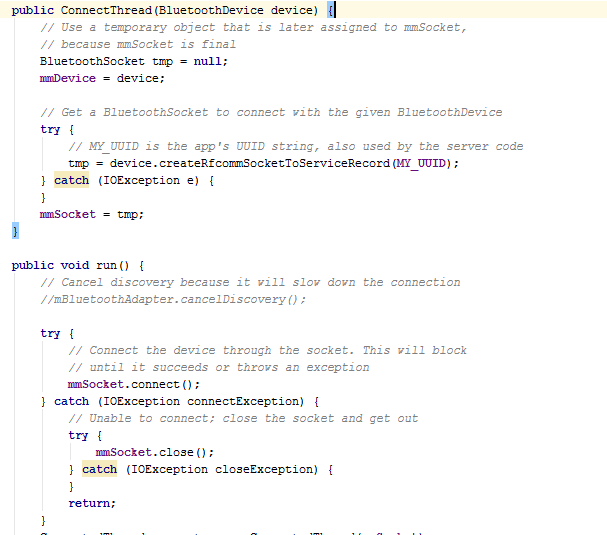 public ConnectThread(BluetoothDevice device) {
// Use a temporary object that is later assigned to mmSocket,
// because mmSocket is final
BluetoothSocket tmp = null;
mmDevice = device;
// Get a BluetoothSocket to connect with the given BluetoothDevice
try {
// MY_UUID is the app's UUID string, also used by the server code
tmp = device.createRfcommSocketToServiceRecord(MY_UUID);
} catch (IOException e) {
}
mmSocket = tmp;
}
public void run() {
// Cancel discovery because it will slow down the connection
//mBluetoothAdapter.cancelDiscovery();
try {
// Connect the device through the socket. This will block
// until it succeeds or throws an exception
mmSocket.connect();
} catch (IOException connectException) {
// Unable to connect; close the socket and get out
try {
mmSocket.close();
} catch (IOException closeException) {
}
return;
}